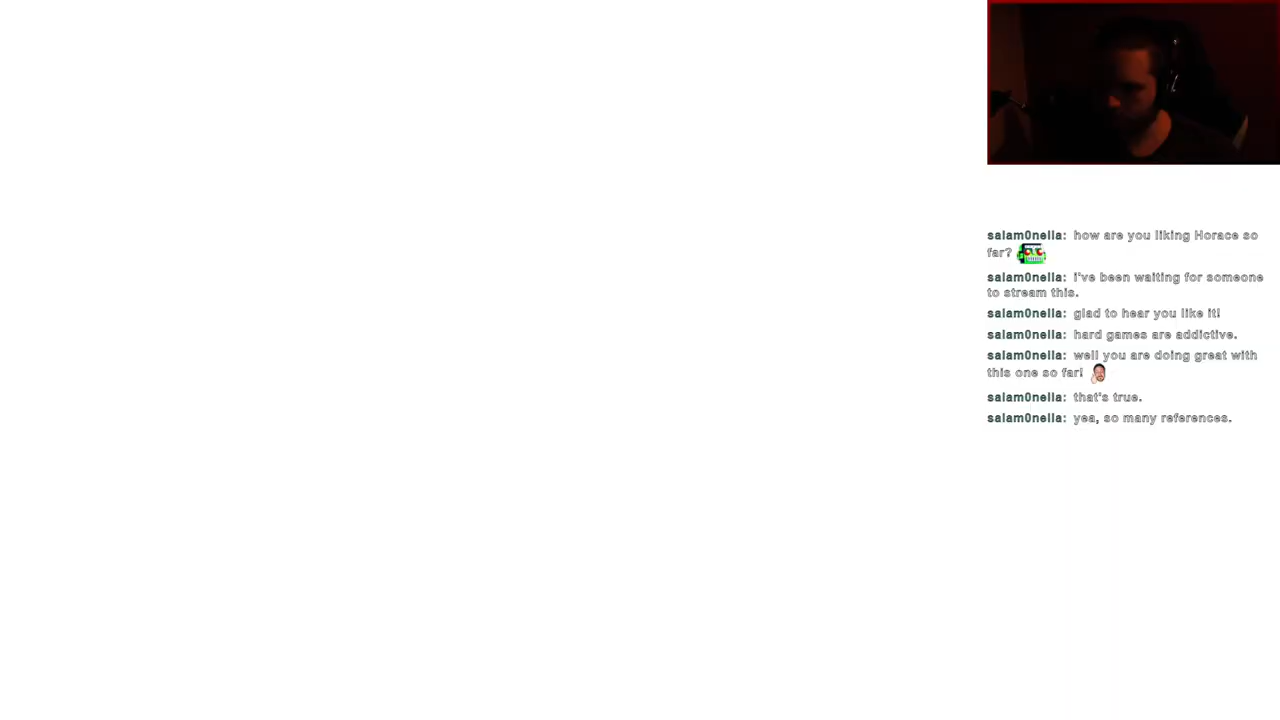 salam0nella: how are you liking Horace so
far?
salam0nella: i've been waiting for someone
to stream this.
salam0nella: glad to hear you like it!
salam0nella: hard games are addictive.
salam0nella: well you are doing great with
this one so far!
salam0nella: that's true.
salam0nella: yea, so many references.